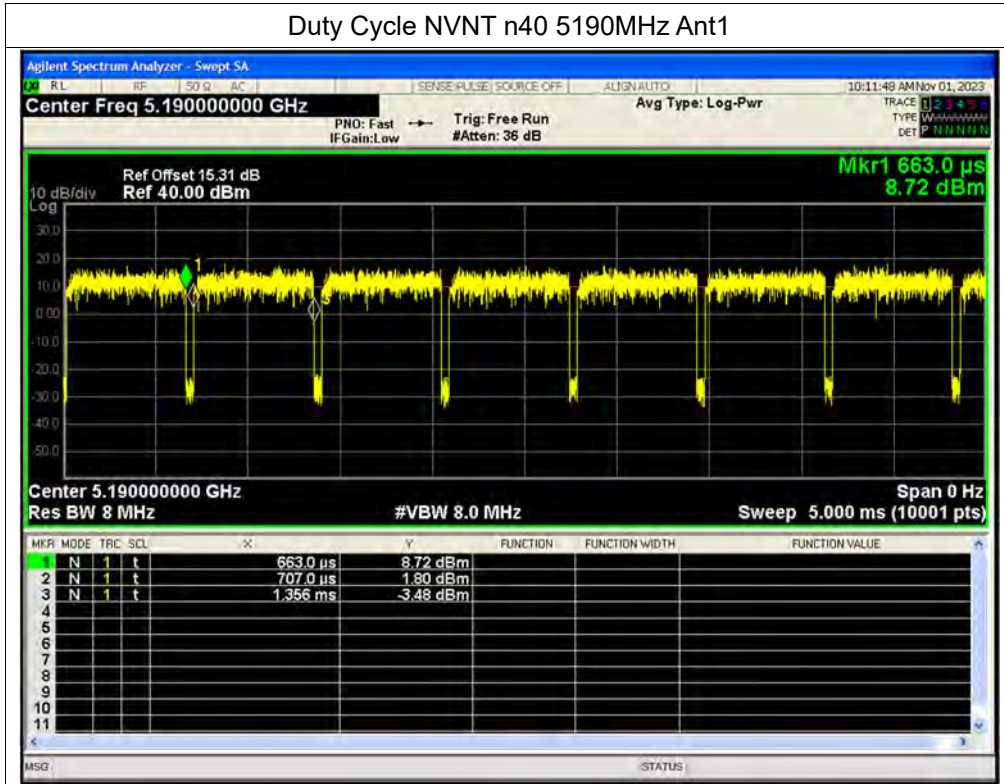 Duty Cycle NVNT n40 5190MHz Ant1
Agilent Spectrum Analyzer - Swept SA
LXI RL RF 50 Ω AC SENSE:PULSE SOURCE OFF ALIGN AUTO 10:11:48 AM Nov 01, 2023
Center Freq 5.190000000 GHz Avg Type: Log-Pwr TRACE 1 2 3 4 5 6
PNO: Fast Trig: Free Run TYPE W
IFGain:Low #Atten: 36 dB DET P N N N N N
Mkr1 663.0 µs
Ref Offset 15.31 dB
10 dB/div Ref 40.00 dBm 8.72 dBm
Log
30.0
20.0
1
10.0
3
0.00
-10.0
-20.0
-30.0
-40.0
-50.0
Center 5.190000000 GHz Span 0 Hz
Res BW 8 MHz #VBW 8.0 MHz Sweep 5.000 ms (10001 pts)
MKR MODE TRC SCL X Y FUNCTION FUNCTION WIDTH FUNCTION VALUE
1 N 1 t 663.0 µs 8.72 dBm
2 N 1 t 707.0 µs 1.80 dBm
3 N 1 t 1.356 ms -3.48 dBm
4
5
6
7
8
9
10
11
MSG STATUS